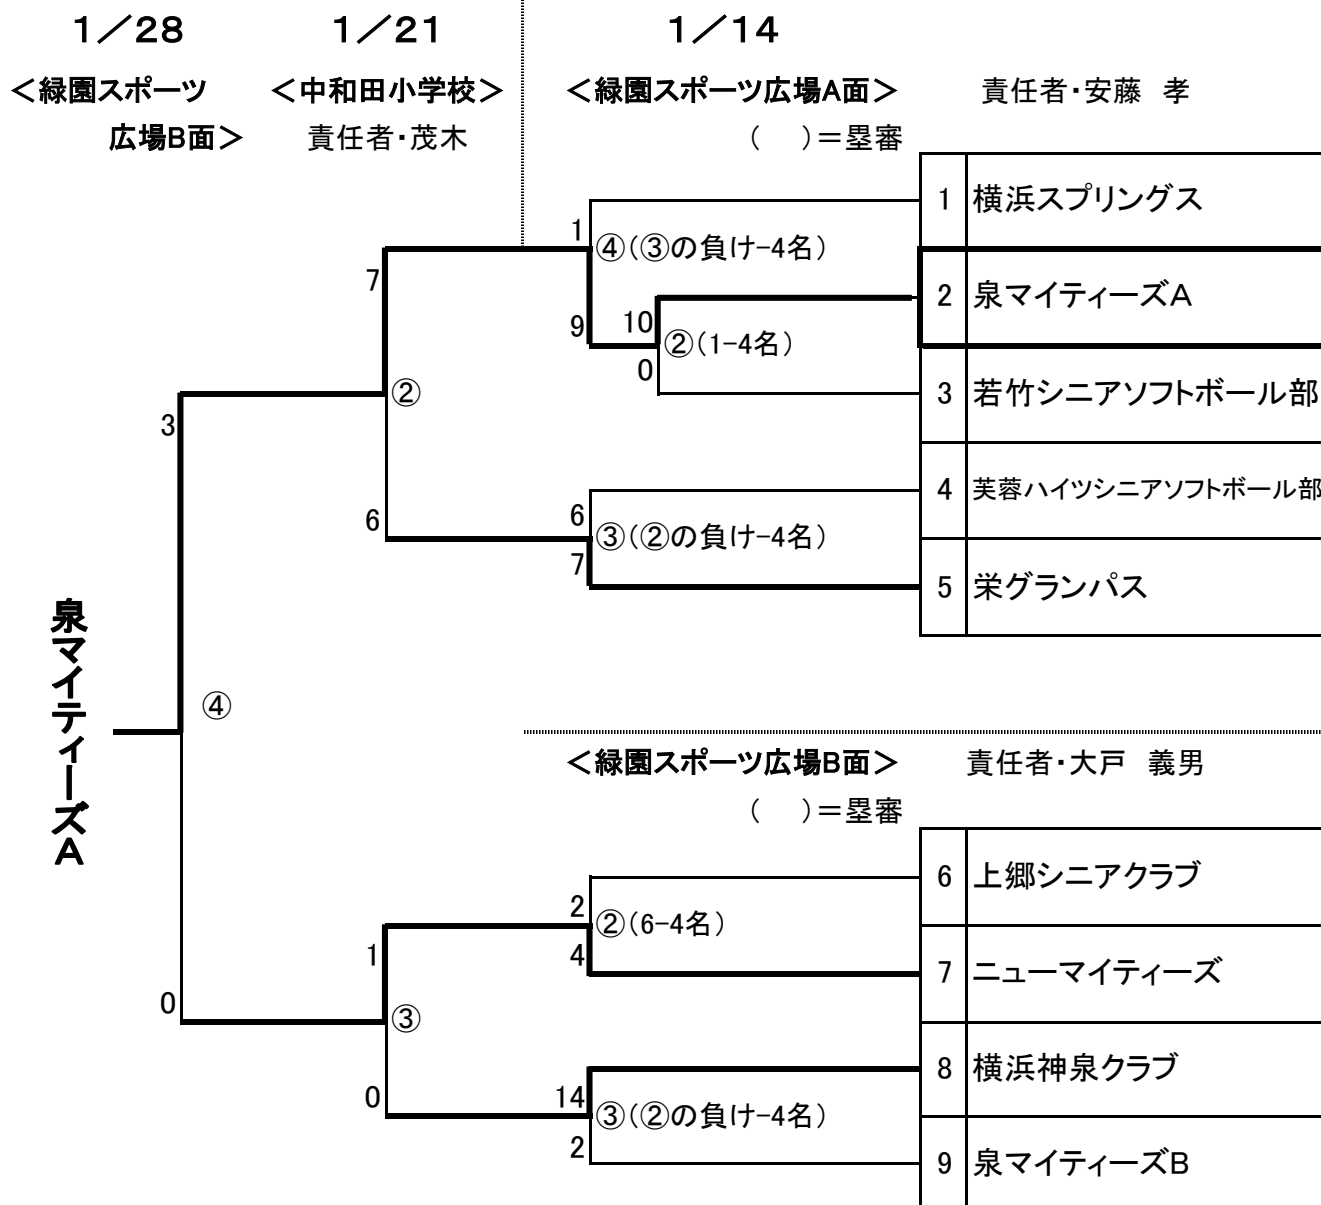 1／28　1／21　1／14
＜緑園スポーツ　＜中和田小学校＞　＜緑園スポーツ広場A面＞　責任者・安藤　孝
広場B面＞　責任者・茂木　（　）＝塁審
1 横浜スプリングス
1 ④(③の負け-4名)
7
2 泉マイティーズA
9 10 ②(1-4名)
0
② 3 若竹シニアソフトボール部
3
4 芙蓉ハイツシニアソフトボール部
6 6 ③(②の負け-4名)
7
5 栄グランパス
泉マイティーズA
④
＜緑園スポーツ広場B面＞　責任者・大戸　義男
（　）＝塁審
6 上郷シニアクラブ
2 ②(6-4名)
1 4
7 ニューマイティーズ
0 ③
8 横浜神泉クラブ
0 14 ③(②の負け-4名)
2
9 泉マイティーズB